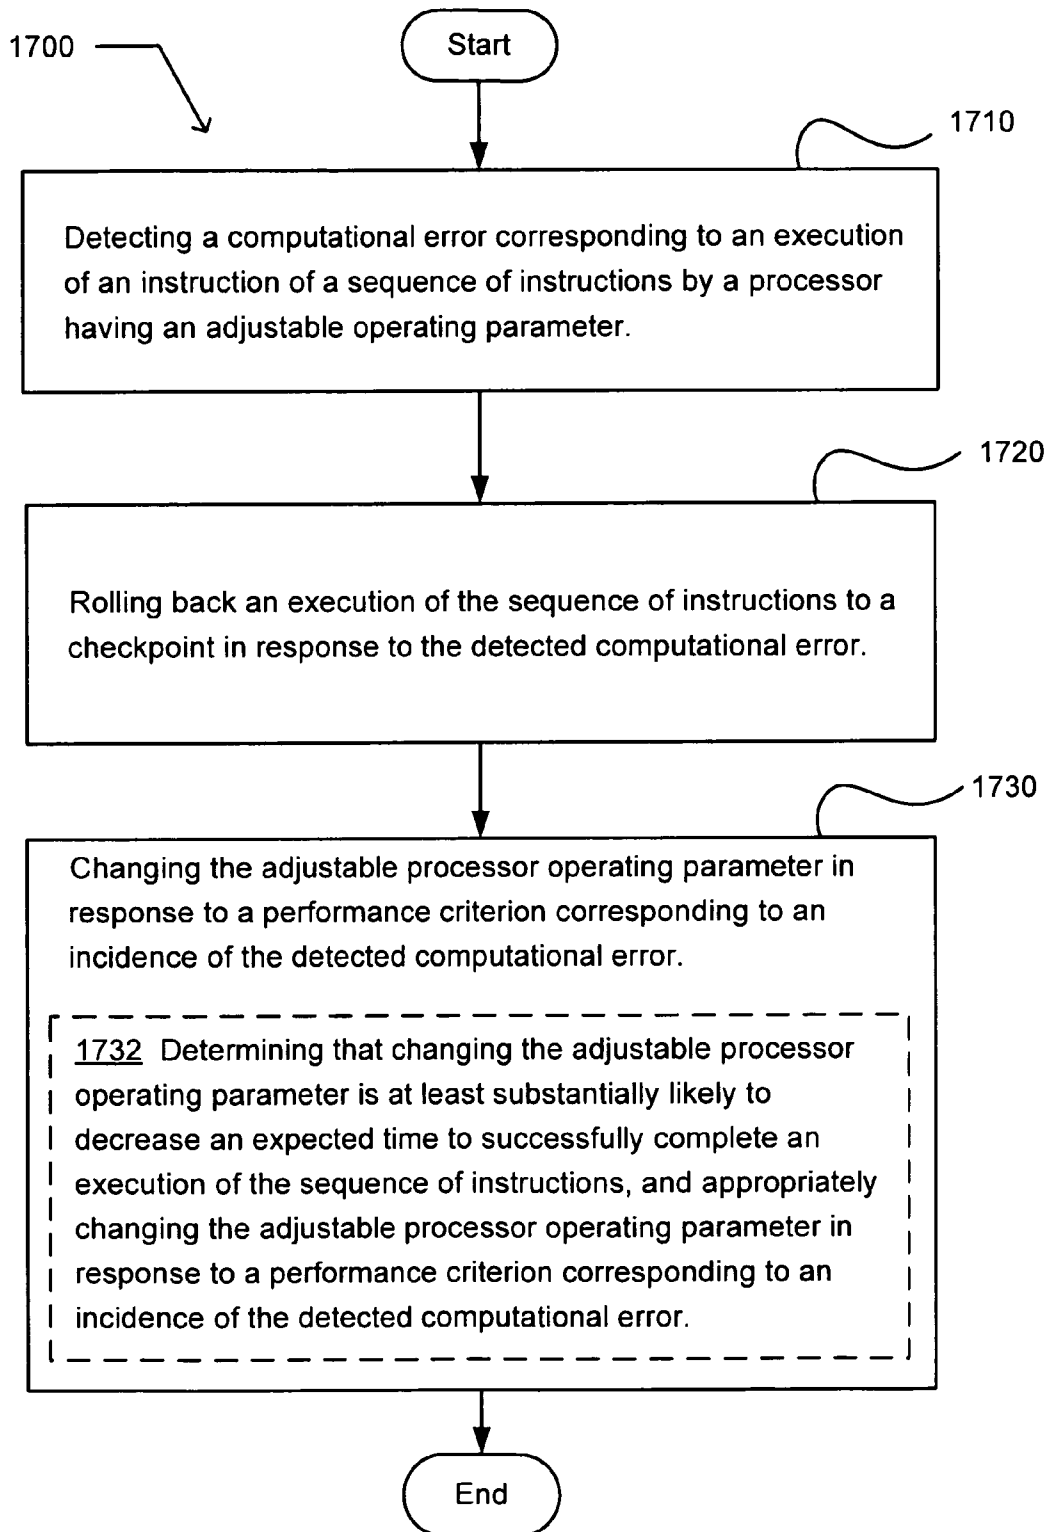 1700
Start
1710
Detecting a computational error corresponding to an execution
of an instruction of a sequence of instructions by a processor
having an adjustable operating parameter.
1720
Rolling back an execution of the sequence of instructions to a
checkpoint in response to the detected computational error.
1730
Changing the adjustable processor operating parameter in
response to a performance criterion corresponding to an
incidence of the detected computational error.
1732 Determining that changing the adjustable processor
operating parameter is at least substantially likely to
decrease an expected time to successfully complete an
execution of the sequence of instructions, and appropriately
changing the adjustable processor operating parameter in
response to a performance criterion corresponding to an
incidence of the detected computational error.
End